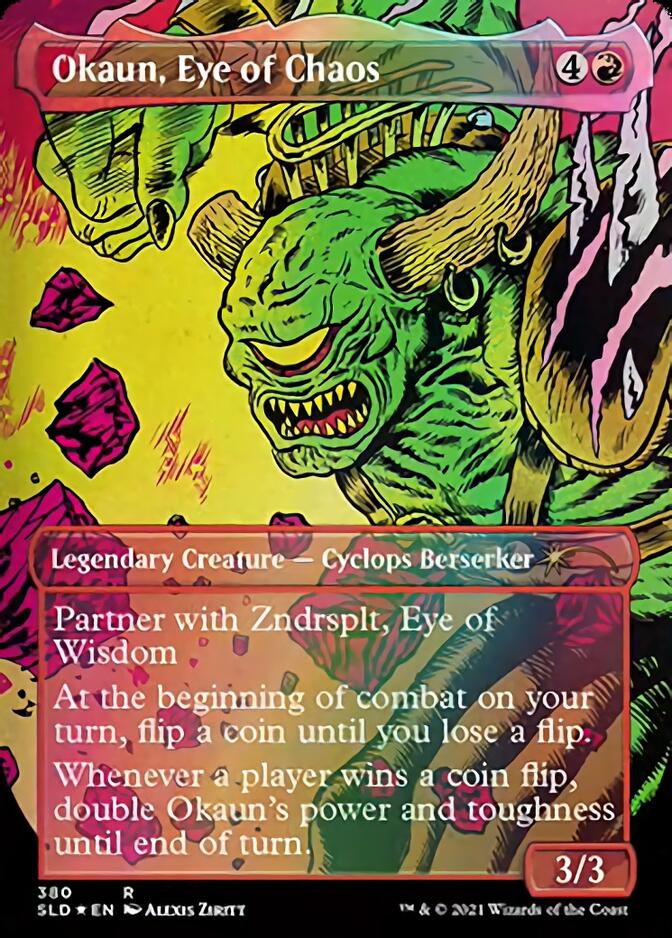 Okaun, Eye of Chaos 4
Legendary Creature — Cyclops Berserker
Partner with Zndrsplt, Eye of
Wisdom
At the beginning of combat on your
turn, flip a coin until you lose a flip.
Whenever a player wins a coin flip,
double Okaun's power and toughness
until end of turn.
3/3
380 R
SLD ★ EN Alexis Ziritt ™ & © 2021 Wizards of the Coast